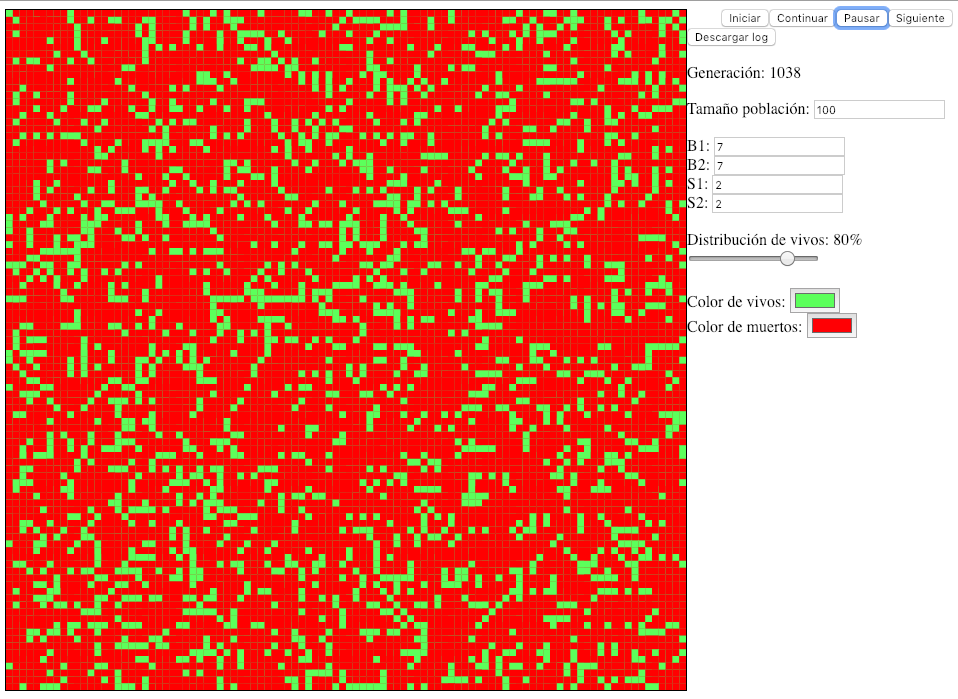 Iniciar Continuar Pausar Siguiente
Descargar log
Generación: 1038
Tamaño población: 100
B1: 7
B2: 7
S1: 2
S2: 2
Distribución de vivos: 80%
Color de vivos:
Color de muertos: